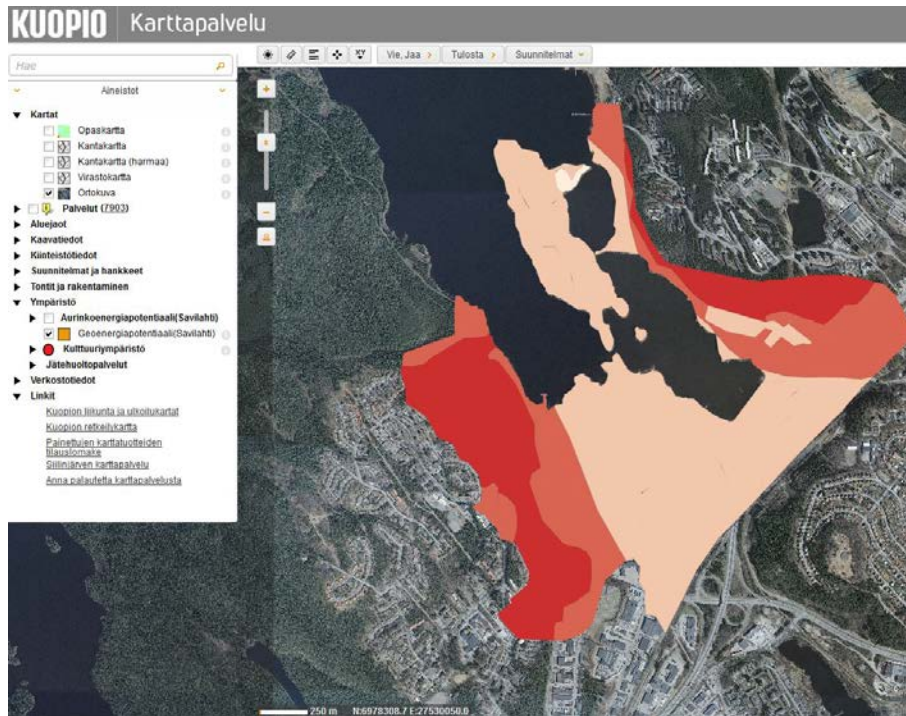 KUOPIO Karttapalvelu
Hae
Vie, Jaa
Tulosta
Suunnitelmat
Aineistot
Kartat
Opaskartta
Kantakartta
Kantakartta (harmaa)
Virastokartta
Ortokuva
Palvelut (7903)
Aluejaot
Kaavatiedot
Kiinteistötiedot
Suunnitelmat ja hankkeet
Tontit ja rakentaminen
Ympäristö
Aurinkoenergiapotentiaali(Savilahti)
Geoenergiapotentiaali(Savilahti)
Kulttuuriympäristö
Jätehuoltopalvelut
Verkostotiedot
Linkit
Kuopion liikunta ja ulkoilukartat
Kuopion retkeilykartta
Painettujen karttatuotteiden
tilauslomake
Siilinjärven karttapalvelu
Anna palautetta karttapalvelusta
250 m N:6978308.7 E:27530050.0